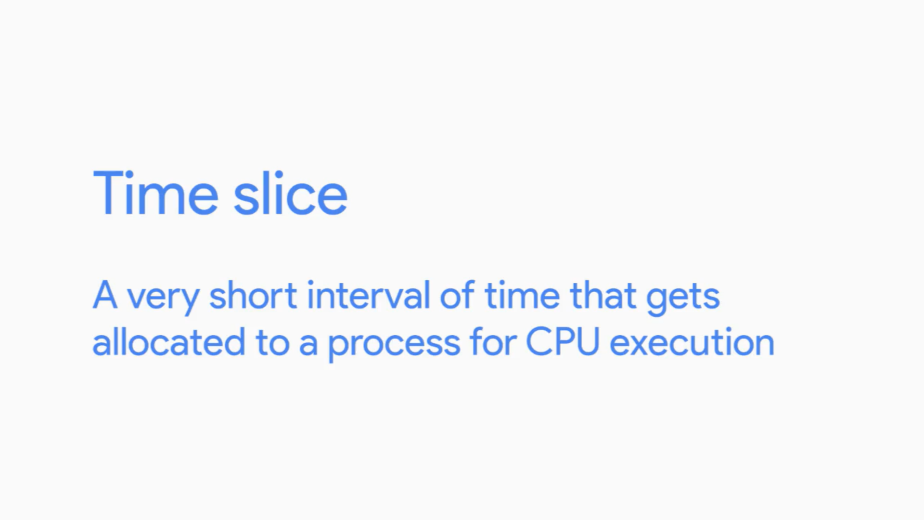 Time slice
A very short interval of time that gets
allocated to a process for CPU execution